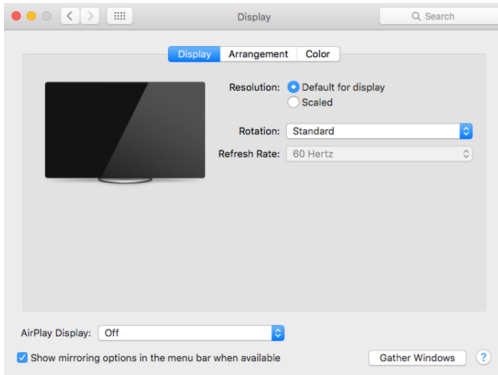 Display
Search
Display Arrangement Color
Resolution: Default for display
Scaled
Rotation: Standard
Refresh Rate: 60 Hertz
AirPlay Display: Off
Show mirroring options in the menu bar when available
Gather Windows ?